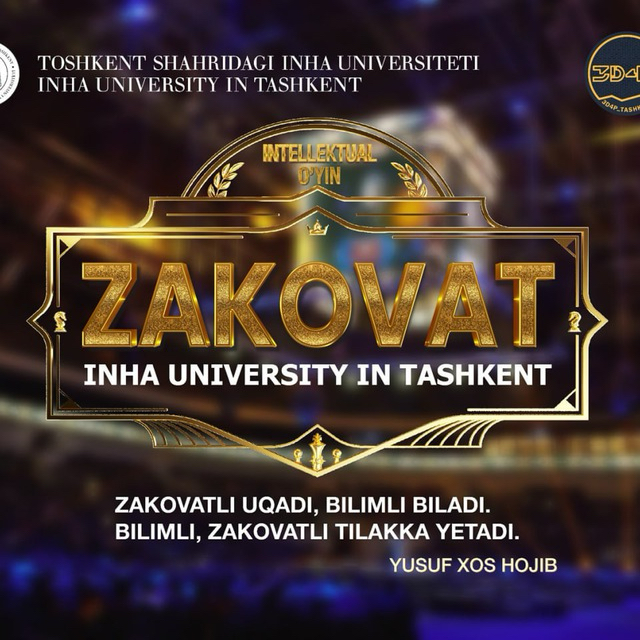 TOSHKENT SHAHRIDAGI INHA UNIVERSITETI
INHA UNIVERSITY IN TASHKENT
INTELLEKTUAL
O'YIN
ZAKOVAT
INHA UNIVERSITY IN TASHKENT
ZAKOVATLI UQADI, BILIMLI BILADI.
BILIMLI, ZAKOVATLI TILAKKA YETADI.
YUSUF XOS HOJIB